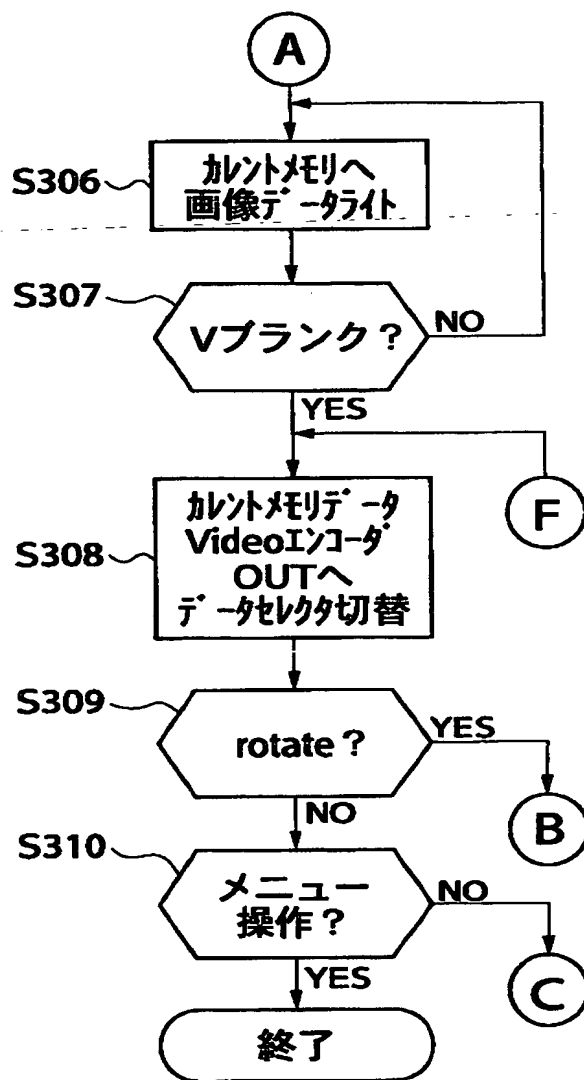 A
S306
カレントメモリへ
画像データライト
S307
Vブランク？
NO
YES
F
S308
カレントメモリデータ
Videoエンコーダ
OUTへ
データセレクタ切替
S309
rotate？
YES
B
NO
S310
メニュー
操作？
NO
C
YES
終了